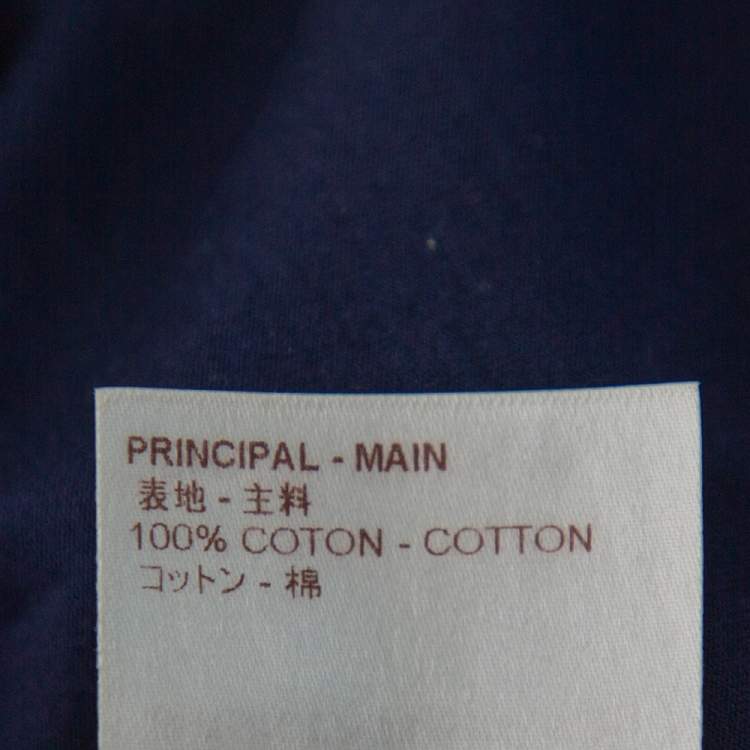 PRINCIPAL - MAIN
表地 - 主料
100% COTON - COTTON
コットン - 棉